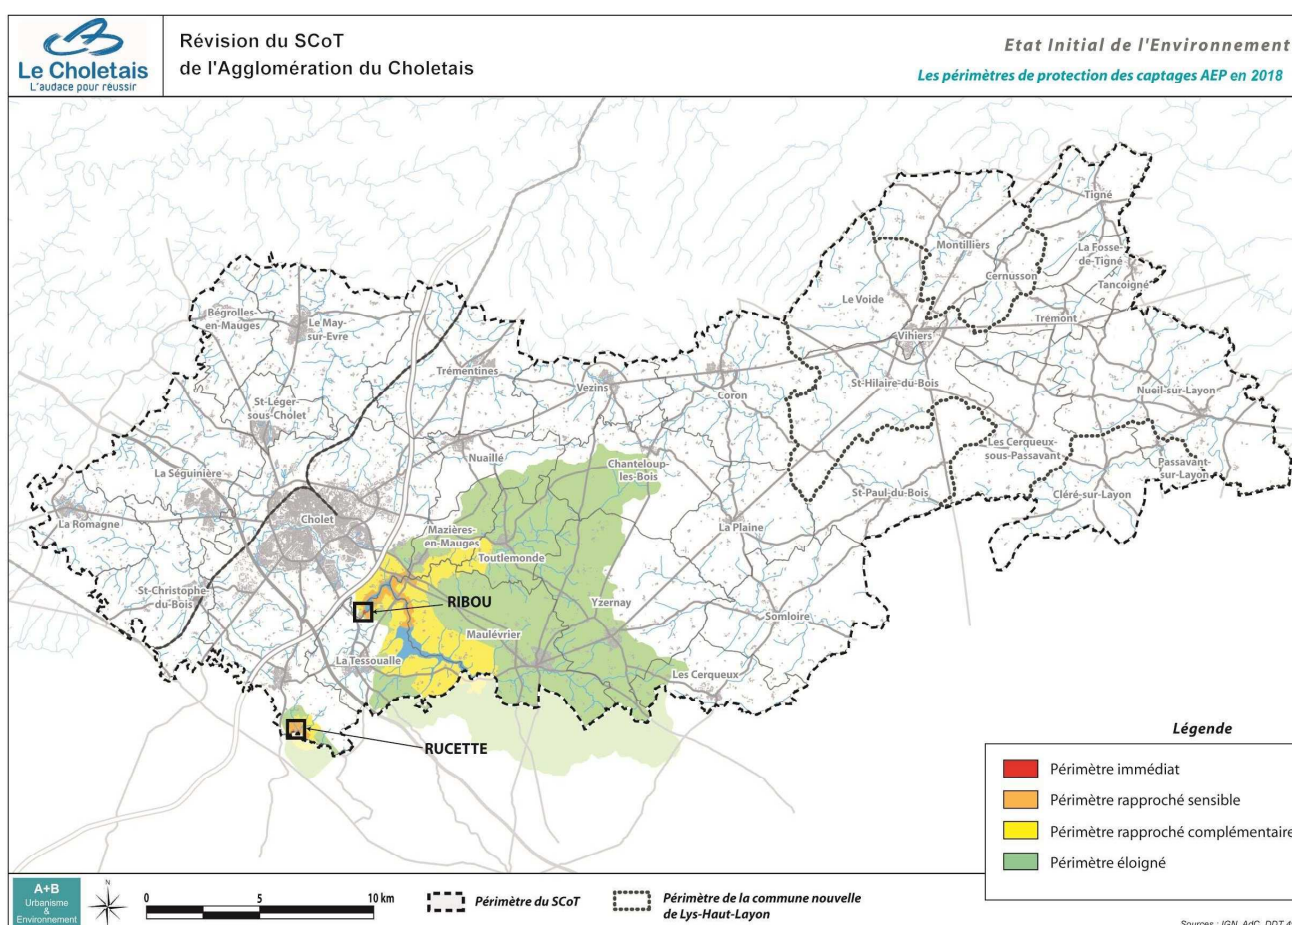 Le Choletais
L'audace pour réussir
Révision du SCoT
de l'Agglomération du Choletais
Etat Initial de l'Environnement
Les périmètres de protection des captages AEP en 2018
Tigné
Montilliers
La Fosse-
de-Tigné
Cernusson
Tancoigné
Le Voide
Bégrolles-
en-Mauges
Le May-
sur-Evre
Trémont
Vihiers
Trémentines
Vezins
St-Hilaire-du-Bois
Coron
Nueil-sur-Layon
St-Léger-
sous-Cholet
Les Cerqueux-
sous-Passavant
Nuaillé
Chanteloup-
les-Bois
Passavant-
sur-Layon
La Séguinière
St-Paul-du-Bois
Cléré-sur-Layon
La Romagne
Cholet
La Plaine
Mazières-
en-Mauges
Toutlemonde
St-Christophe-
du-Bois
RIBOU
Yzernay
Somloire
Maulévrier
La Tessoualle
Les Cerqueux
RUCETTE
Légende
Périmètre immédiat
Périmètre rapproché sensible
Périmètre rapproché complémentaire
Périmètre éloigné
A+B
Urbanisme
&
Environnement
N
0 5 10 km
Périmètre du SCoT
Périmètre de la commune nouvelle
de Lys-Haut-Layon
Sources : IGN, AdC, DDT